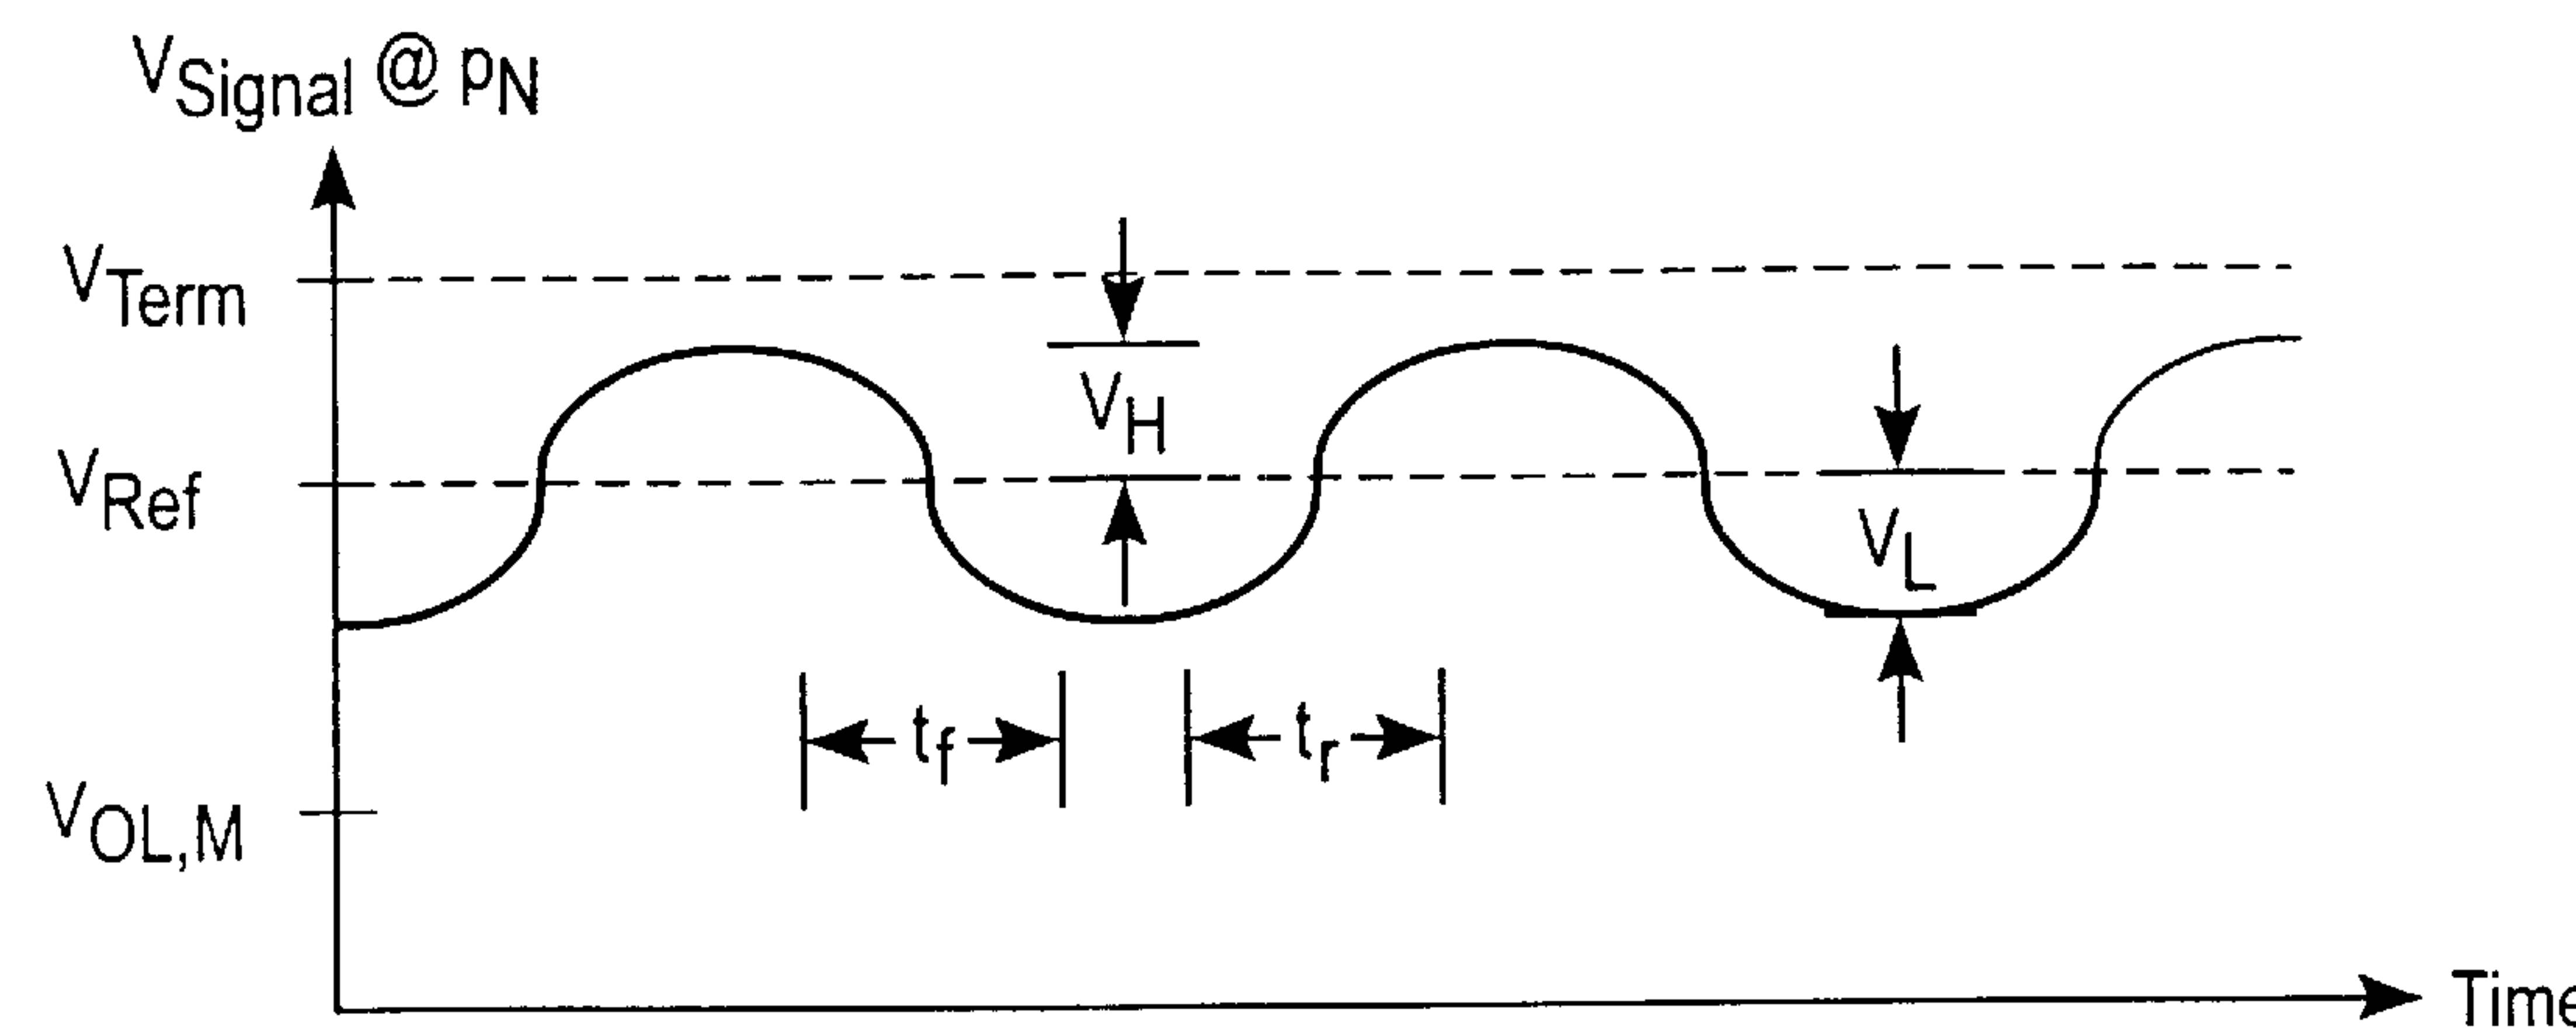 VSignal @ pN
VTerm
VH
VRef
VL
tf
tr
VOL,M
Time